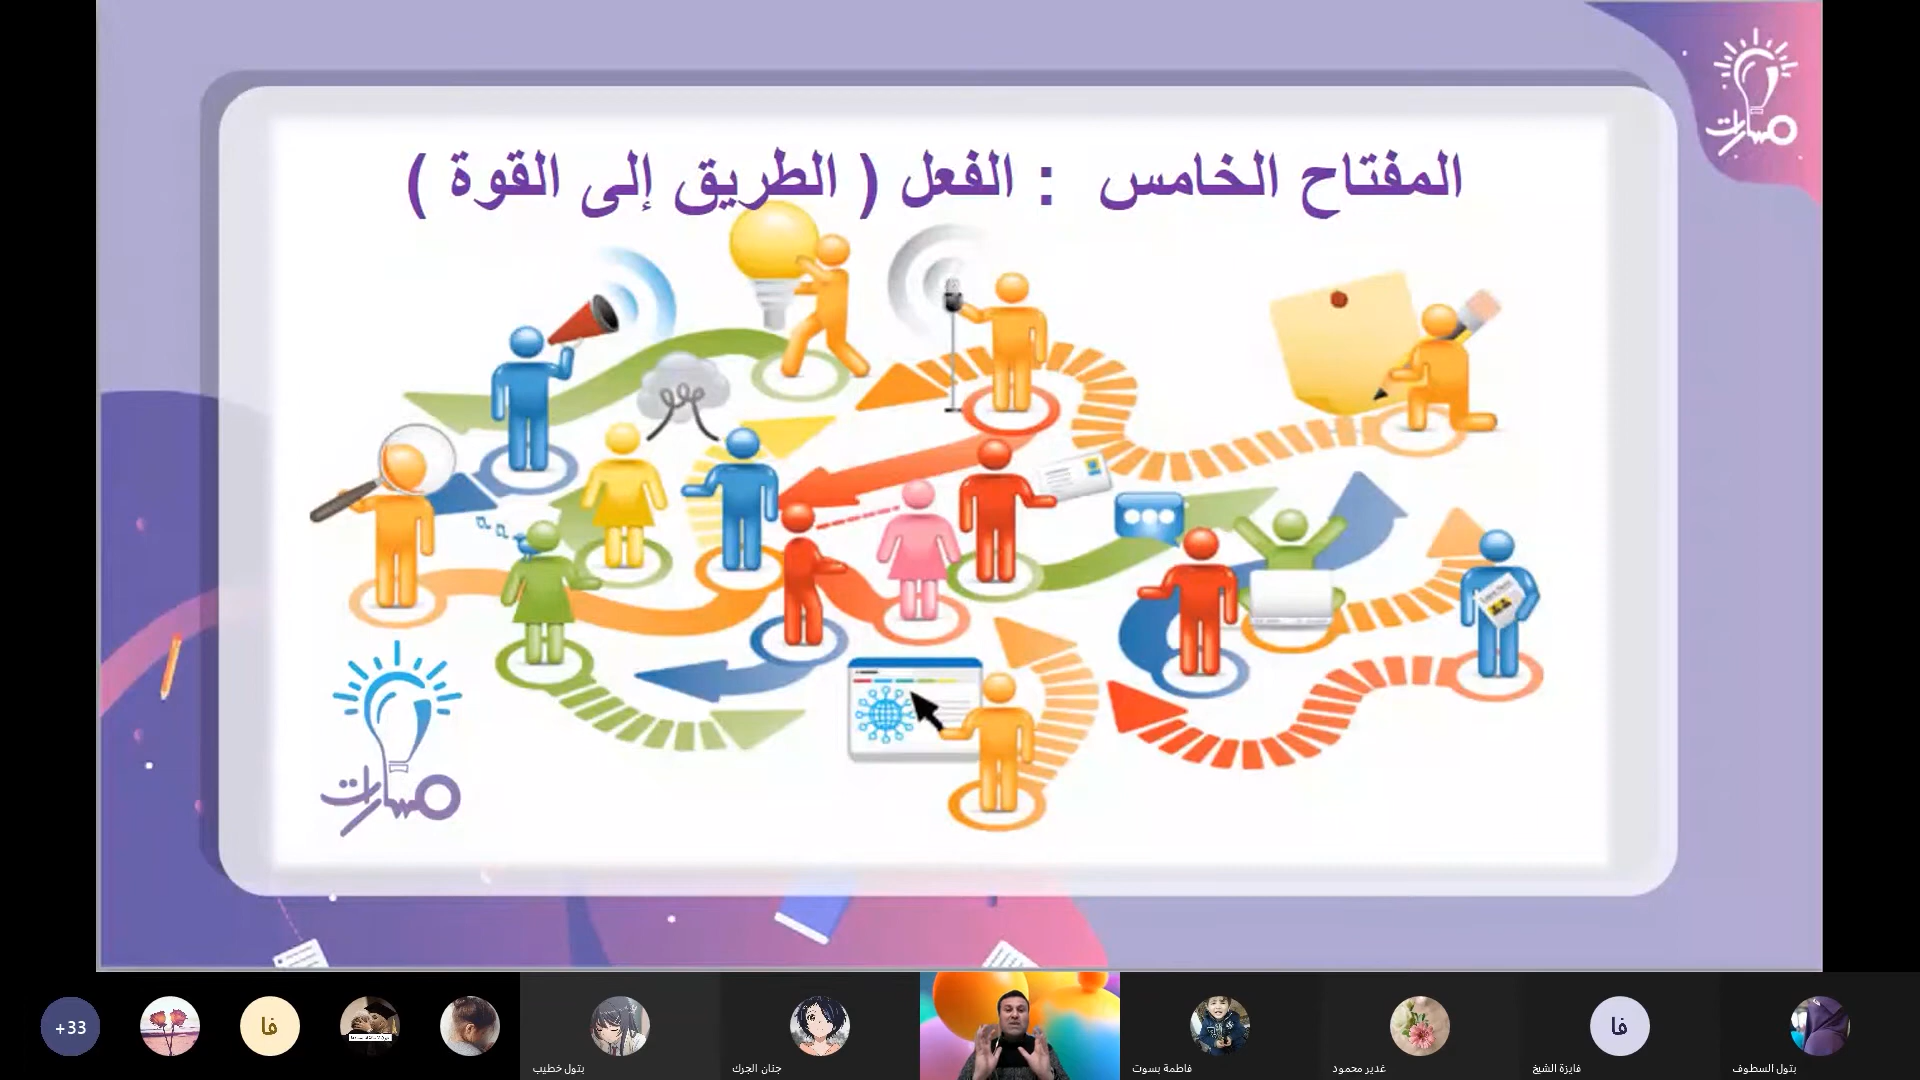 مسارات
المفتاح الخامس : الفعل ( الطريق إلى القوة )
مسارات
+33
فا
بتول خطيب
جنان الجرك
فاطمة بسوت
غدير محمود
فا
فايزة الشيخ
بتول السطوف